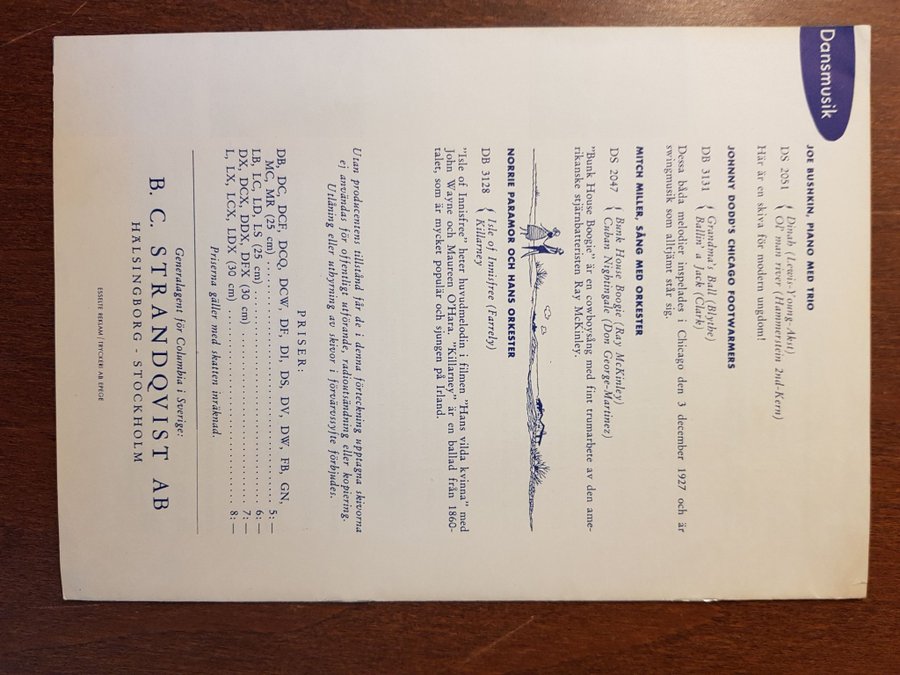 Dansmusik
JOE BUSHKIN, PIANO MED TRIO
DS 2051 { Dinah (Lewis-Young-Akst)
Ol' man river (Hammerstein 2nd-Kern)
Här är en skiva för modern ungdom!
JOHNNY DODD'S CHICAGO FOOTWARMERS
DB 3131 { Grandma's Ball (Blythe)
Ballin' a Jack (Clark)
Dessa båda melodier inspelades i Chicago den 3 december 1927 och är
swingmusik som alltjämt står sig.
MITCH MILLER, SÅNG MED ORKESTER
DS 2047 { Bunk House Boogie (Ray McKinley)
Cuban Nightingale (Don George-Martinez)
"Bunk House Boogie" är en cowboysång med fint trumarbete av den ame-
rikanske stjärnbatteristen Ray McKinley.
NORRIE PARAMOR OCH HANS ORKESTER
DB 3128 { Isle of Innisfree (Farrelly)
Killarney
"Isle of Innisfree" heter huvudmelodin i filmen "Hans vilda kvinna" med
John Wayne och Maureen O'Hara. "Killarney" är en ballad från 1860-
talet, som är mycket populär och sjungen på Irland.
Utan producentens tillstånd får de i denna förteckning upptagna skivorna
ej användas för offentligt utförande, radioutsändning eller kopiering.
Utlåning eller uthyrning av skivor i förvärvssyfte förbjudes.
PRISER:
DB, DC, DCF, DCQ, DCW, DF, DI, DS, DV, DW, FB, GN,
MC, MR (25 cm) 5:—
LB, LC, LD, LS (25 cm) 6:—
DX, DCX, DDX, DFX (30 cm) 7:—
L, LX, LCX, LDX (30 cm) 8:—
Priserna gäller med skatten inräknad.
Generalagent för Columbia i Sverige:
B. C. STRANDQVIST AB
HÄLSINGBORG - STOCKHOLM
ESSELTE REKLAM / TRYCKERI AB EPEGE